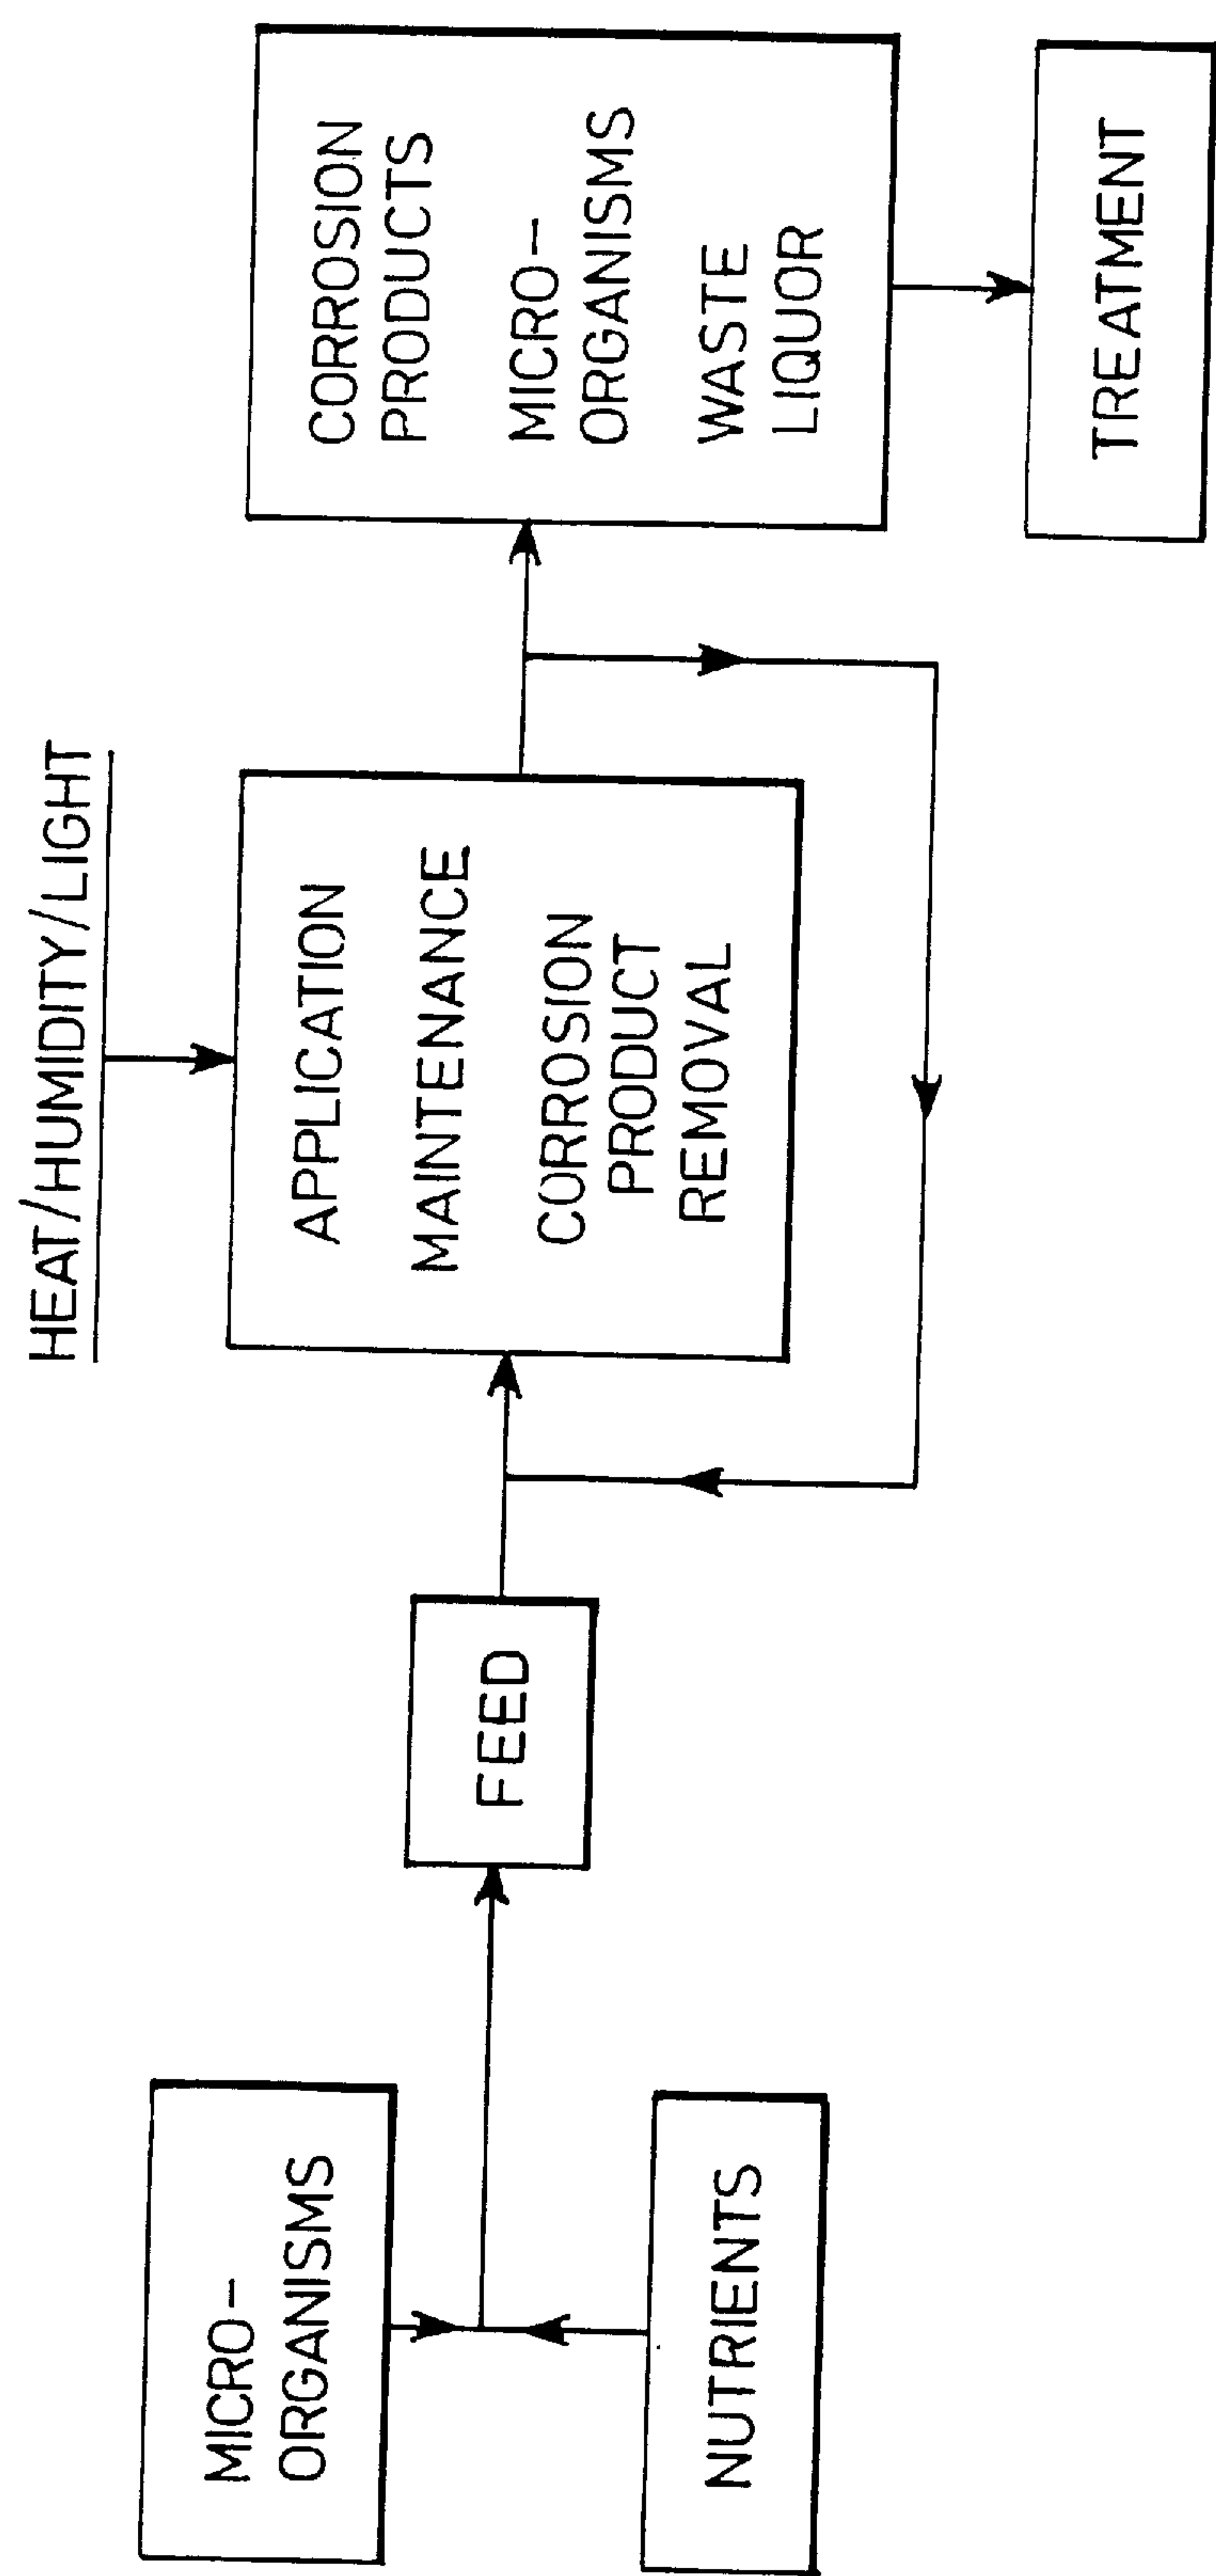 MICRO-
ORGANISMS
NUTRIENTS
FEED
HEAT/HUMIDITY/LIGHT
APPLICATION
MAINTENANCE
CORROSION
PRODUCT
REMOVAL
CORROSION
PRODUCTS
MICRO-
ORGANISMS
WASTE
LIQUOR
TREATMENT